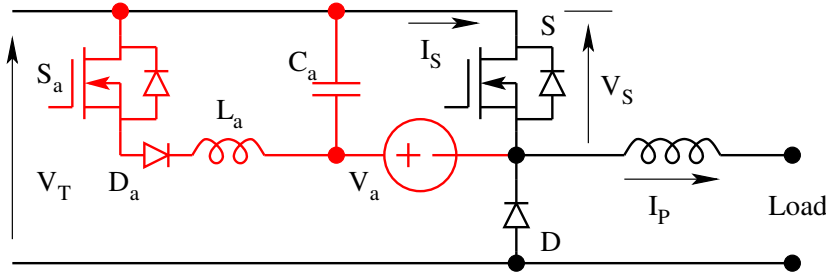 S
I_S
S_a
C_a
V_S
L_a
V_T
D_a
V_a
+
−
I_P
Load
D